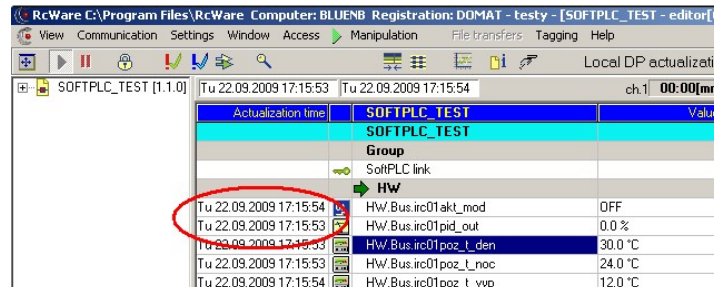 RcWare C:\Program Files\RcWare Computer: BLUENB Registration: DOMAT - testy - [SOFTPLC_TEST - editor[
View Communication Settings Window Access Manipulation File transfers Tagging Help
Local DP actualizati
SOFTPLC_TEST [1.1.0] Tu 22.09.2009 17:15:53 Tu 22.09.2009 17:15:54 ch.1 00:00[mr
Actualization time SOFTPLC_TEST Valu
SOFTPLC_TEST
Group
SoftPLC link
HW
Tu 22.09.2009 17:15:54 HW.Bus.irc01akt_mod OFF
Tu 22.09.2009 17:15:53 HW.Bus.irc01pid_out 0.0 %
Tu 22.09.2009 17:15:53 HW.Bus.irc01poz_t_den 30.0 °C
Tu 22.09.2009 17:15:53 HW.Bus.irc01poz_t_noc 24.0 °C
Tu 22.09.2009 17:15:54 HW.Bus.irc01poz_t_vyp 12.0 °C